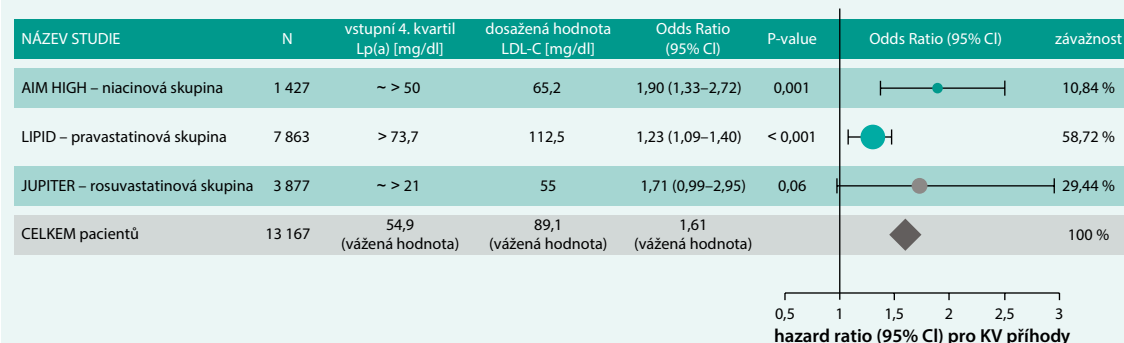 NÁZEV STUDIE N vstupní 4. kvartil Lp(a) [mg/dl] dosažená hodnota LDL-C [mg/dl] Odds Ratio (95% Cl) P-value Odds Ratio (95% Cl) závažnost
AIM HIGH – niacinová skupina 1 427 ~ > 50 65,2 1,90 (1,33–2,72) 0,001 10,84 %
LIPID – pravastatinová skupina 7 863 > 73,7 112,5 1,23 (1,09–1,40) < 0,001 58,72 %
JUPITER – rosuvastatinová skupina 3 877 ~ > 21 55 1,71 (0,99–2,95) 0,06 29,44 %
CELKEM pacientů 13 167 54,9 (vážená hodnota) 89,1 (vážená hodnota) 1,61 (vážená hodnota) 100 %
0,5 1 1,5 2 2,5 3
hazard ratio (95% Cl) pro KV příhody